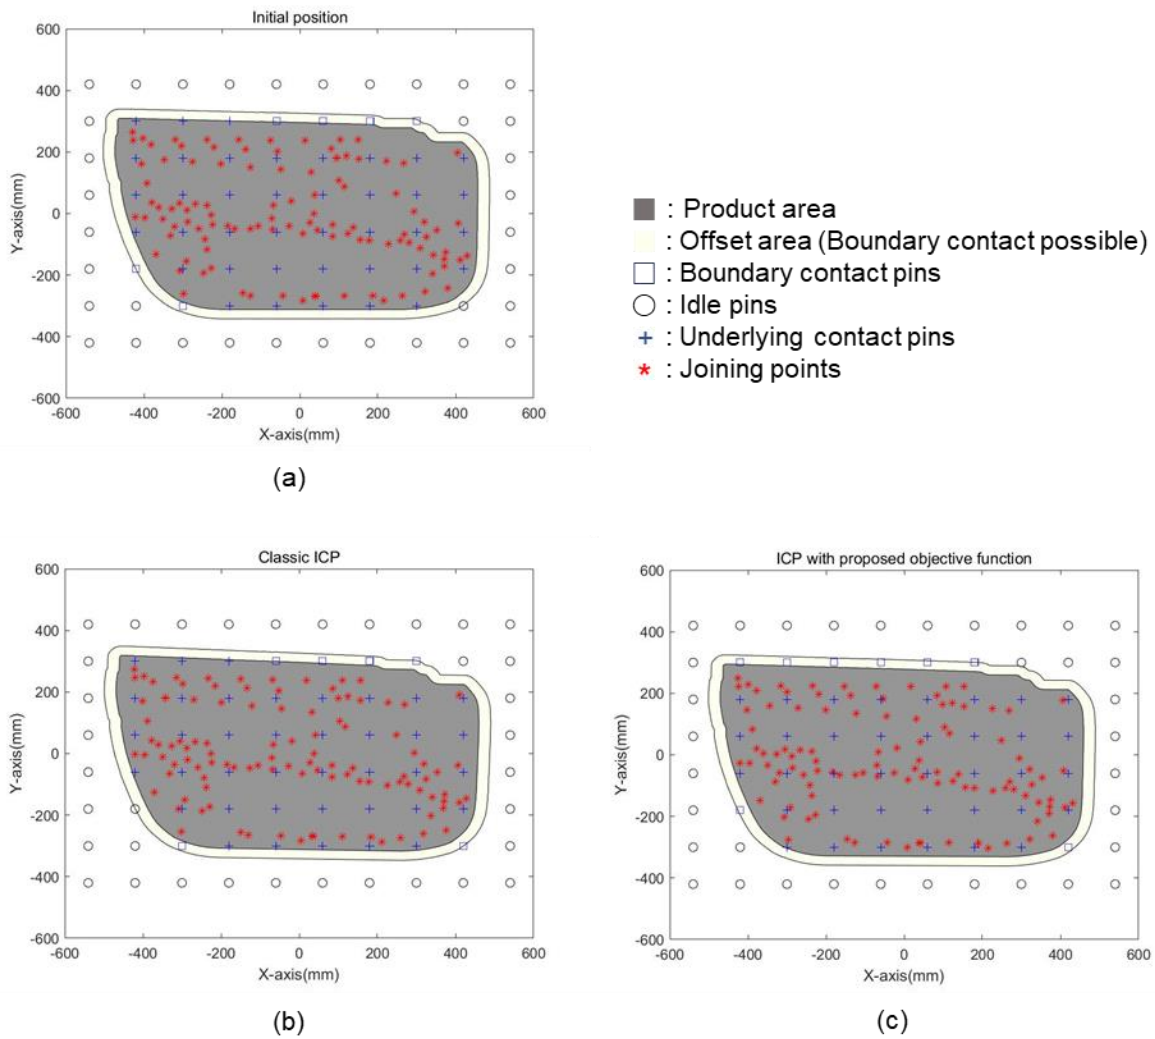 Initial position
600
400
200
0
-200
-400
-600
Y-axis(mm)
-600 -400 -200 0 200 400 600
X-axis(mm)
(a)
: Product area
: Offset area (Boundary contact possible)
: Boundary contact pins
: Idle pins
: Underlying contact pins
: Joining points
Classic ICP
600
400
200
0
-200
-400
-600
Y-axis(mm)
-600 -400 -200 0 200 400 600
X-axis(mm)
(b)
ICP with proposed objective function
600
400
200
0
-200
-400
-600
Y-axis(mm)
-600 -400 -200 0 200 400 600
X-axis(mm)
(c)